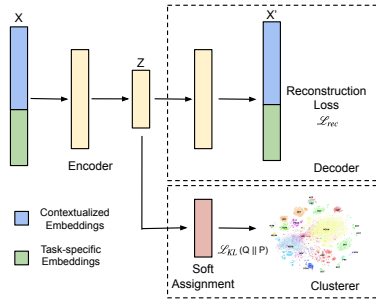 X
X'
Z
Reconstruction
Loss
ℒrec
Encoder
Decoder
Contextualized
Embeddings
Task-specific
Embeddings
Soft
Assignment
ℒKL (Q || P)
Clusterer